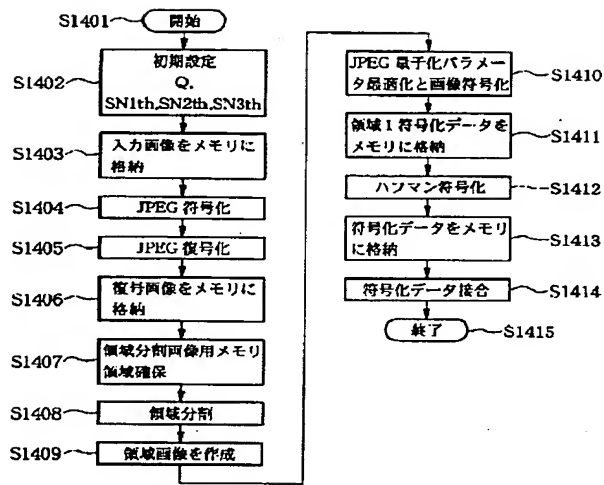 S1401
開始
S1402
初期設定
Q,
SN1th,SN2th,SN3th
S1403
入力画像をメモリに
格納
S1404
JPEG 符号化
S1405
JPEG 復号化
S1406
復号画像をメモリに
格納
S1407
領域分割画像用メモリ
領域確保
S1408
領域分割
S1409
領域画像を作成
JPEG 量子化パラメー
タ最適化と画像符号化
S1410
領域I符号化データを
メモリに格納
S1411
ハフマン符号化
S1412
符号化データをメモリ
に格納
S1413
符号化データ接合
S1414
終了
S1415